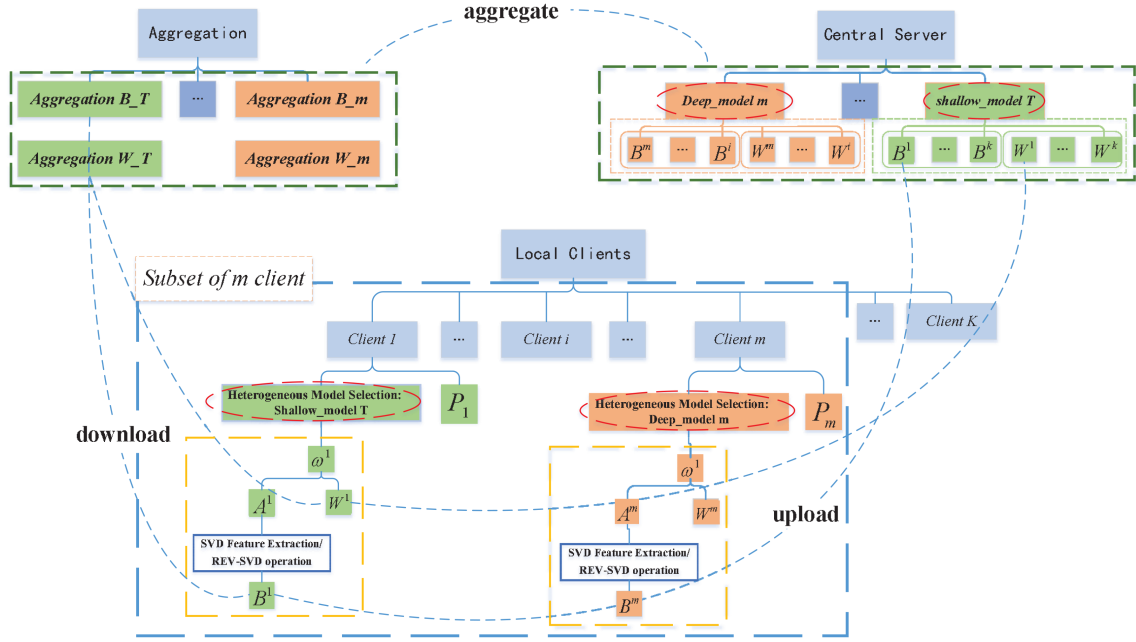 aggregate
Aggregation
Central Server
Aggregation B_T
...
Aggregation B_m
Aggregation W_T
Aggregation W_m
Deep_model m
...
shallow_model T
B^m ... B^i W^m ... W^i
B^1 ... B^k W^1 ... W^k
Local Clients
Subset of m client
Client 1
...
Client i
...
Client m
...
Client K
Heterogeneous Model Selection:
Shallow_model T
P_1
Heterogeneous Model Selection:
Deep_model m
P_m
download
upload
ω^1
A^1
W^1
SVD Feature Extraction/
REV-SVD operation
B^1
ω^1
A^m
W^m
SVD Feature Extraction/
REV-SVD operation
B^m